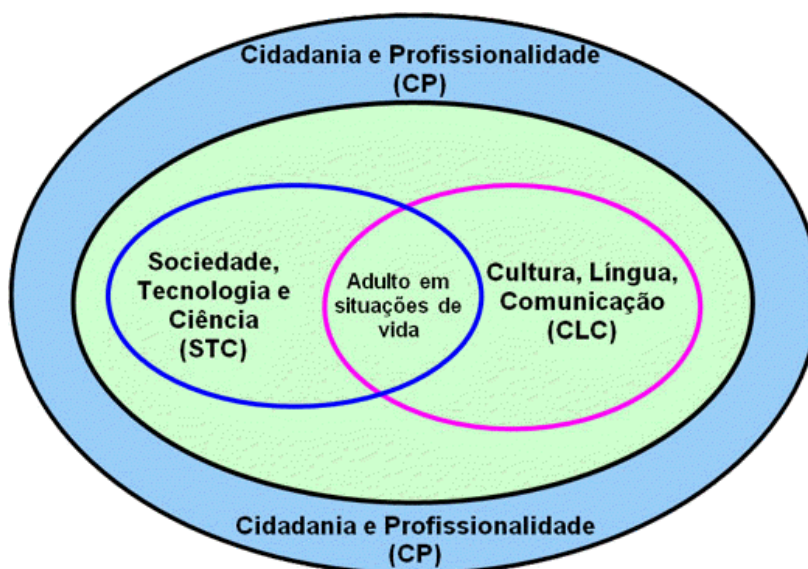 Cidadania e Profissionalidade
(CP)
Sociedade,
Tecnologia e
Ciência
(STC)
Adulto em
situações de
vida
Cultura, Língua,
Comunicação
(CLC)
Cidadania e Profissionalidade
(CP)